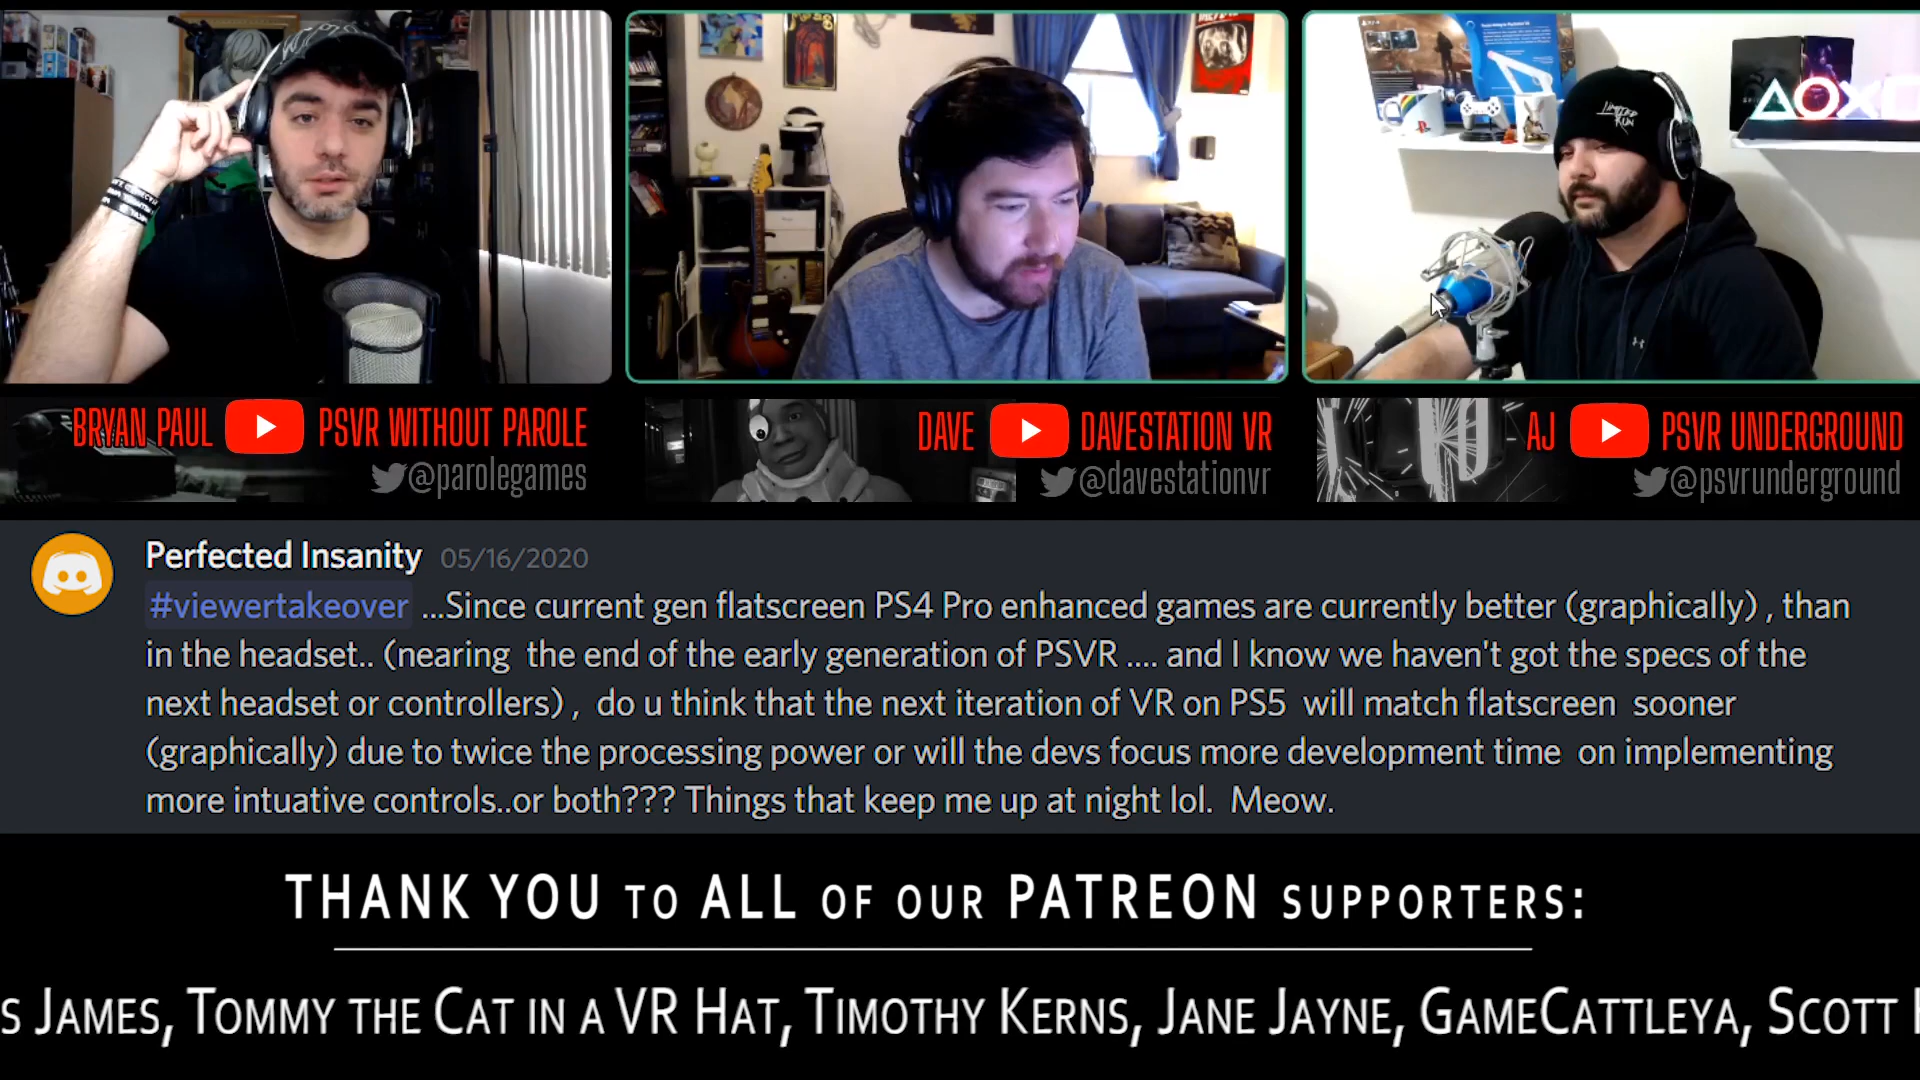 LIMITED
RUN
BRYAN PAUL PSVR WITHOUT PAROLE
@parolegames
DAVE DAVESTATION VR
@davestationvr
AJ PSVR UNDERGROUND
@psvrunderground
Perfected Insanity 05/16/2020
#viewertakeover ...Since current gen flatscreen PS4 Pro enhanced games are currently better (graphically) , than
in the headset.. (nearing the end of the early generation of PSVR .... and I know we haven't got the specs of the
next headset or controllers) , do u think that the next iteration of VR on PS5 will match flatscreen sooner
(graphically) due to twice the processing power or will the devs focus more development time on implementing
more intuative controls..or both??? Things that keep me up at night lol. Meow.
THANK YOU TO ALL OF OUR PATREON SUPPORTERS:
S JAMES, TOMMY THE CAT IN A VR HAT, TIMOTHY KERNS, JANE JAYNE, GAMECATTLEYA, SCOTT